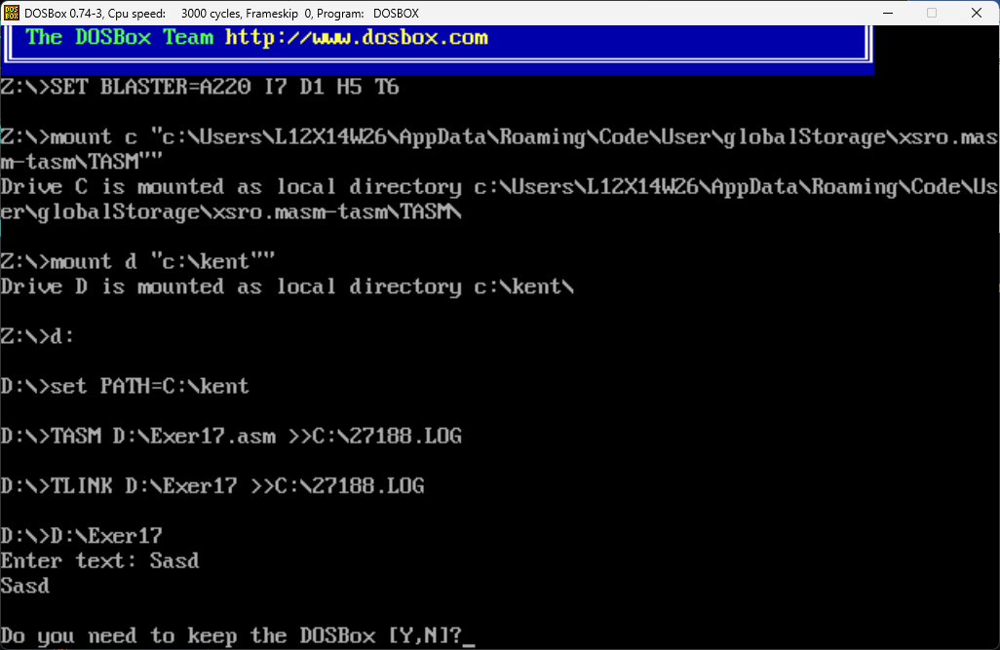 DOSBox 0.74-3, Cpu speed: 3000 cycles, Frameskip 0, Program: DOSBOX
The DOSBox Team http://www.dosbox.com
Z:\>SET BLASTER=A220 I7 D1 H5 T6
Z:\>mount c "c:\Users\L12X14W26\AppData\Roaming\Code\User\globalStorage\xsro.mas
m-tasm\TASM""
Drive C is mounted as local directory c:\Users\L12X14W26\AppData\Roaming\Code\Us
er\globalStorage\xsro.masm-tasm\TASM\
Z:\>mount d "c:\kent""
Drive D is mounted as local directory c:\kent\
Z:\>d:
D:\>set PATH=C:\kent
D:\>TASM D:\Exer17.asm >>C:\27188.LOG
D:\>TLINK D:\Exer17 >>C:\27188.LOG
D:\>D:\Exer17
Enter text: Sasd
Sasd
Do you need to keep the DOSBox [Y,N]?_